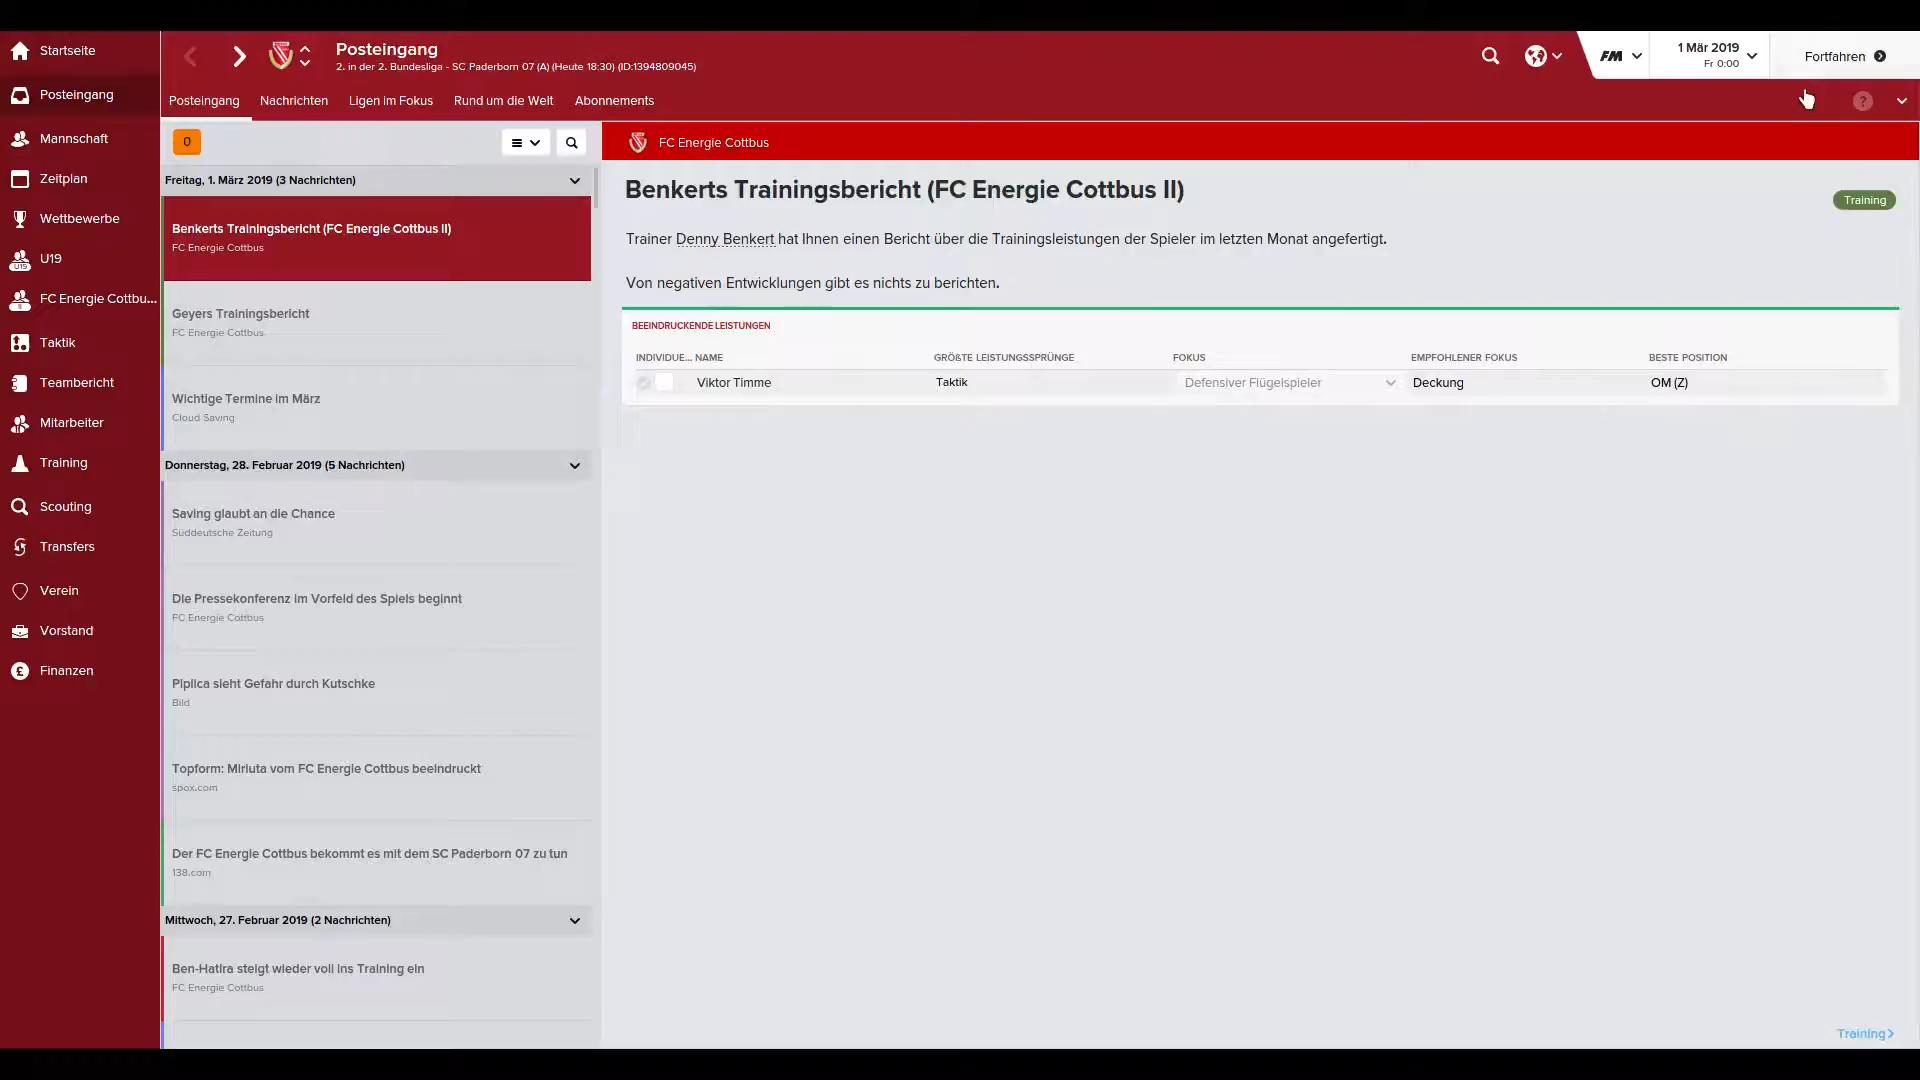 Startseite
Posteingang
Mannschaft
Zeitplan
Wettbewerbe
U19
FC Energie Cottbu...
Taktik
Teambericht
Mitarbeiter
Training
Scouting
Transfers
Verein
Vorstand
Finanzen
Posteingang
2. in der 2. Bundesliga - SC Paderborn 07 (A) (Heute 18:30) (ID:1394809045)
FM
1 Mär 2019
Fr 0:00
Fortfahren
Posteingang Nachrichten Ligen im Fokus Rund um die Welt Abonnements
?
0
Freitag, 1. März 2019 (3 Nachrichten)
Benkerts Trainingsbericht (FC Energie Cottbus II)
FC Energie Cottbus
Geyers Trainingsbericht
FC Energie Cottbus
Wichtige Termine im März
Cloud Saving
Donnerstag, 28. Februar 2019 (5 Nachrichten)
Saving glaubt an die Chance
Süddeutsche Zeitung
Die Pressekonferenz im Vorfeld des Spiels beginnt
FC Energie Cottbus
Piplica sieht Gefahr durch Kutschke
Bild
Topform: Miriuta vom FC Energie Cottbus beeindruckt
spox.com
Der FC Energie Cottbus bekommt es mit dem SC Paderborn 07 zu tun
138.com
Mittwoch, 27. Februar 2019 (2 Nachrichten)
Ben-Hatira steigt wieder voll ins Training ein
FC Energie Cottbus
FC Energie Cottbus
Benkerts Trainingsbericht (FC Energie Cottbus II)
Training
Trainer Denny Benkert hat Ihnen einen Bericht über die Trainingsleistungen der Spieler im letzten Monat angefertigt.
Von negativen Entwicklungen gibt es nichts zu berichten.
BEEINDRUCKENDE LEISTUNGEN
INDIVIDUE... NAME GRÖßTE LEISTUNGSSPRÜNGE FOKUS EMPFOHLENER FOKUS BESTE POSITION
Viktor Timme Taktik Defensiver Flügelspieler Deckung OM (Z)
Training